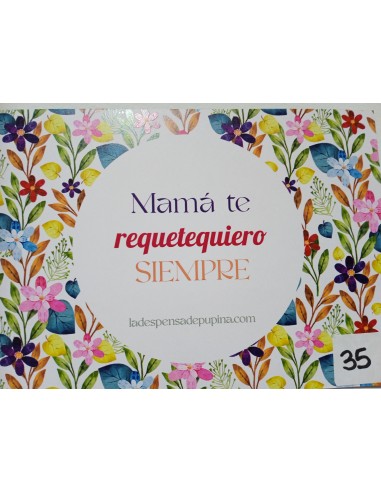 Mamá te
requetequiero
SIEMPRE
ladespensadepupina.com
35